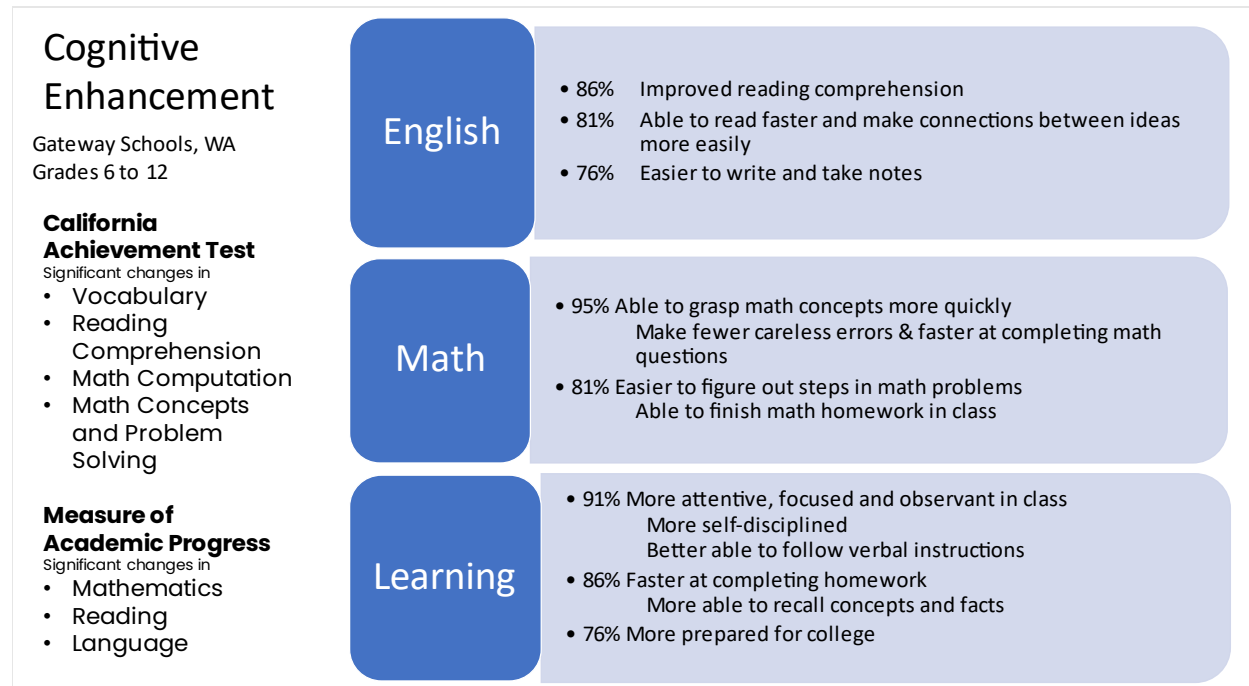 Cognitive
Enhancement
Gateway Schools, WA
Grades 6 to 12
California
Achievement Test
Significant changes in
• Vocabulary
• Reading
Comprehension
• Math Computation
• Math Concepts
and Problem
Solving
Measure of
Academic Progress
Significant changes in
• Mathematics
• Reading
• Language
English
• 86% Improved reading comprehension
• 81% Able to read faster and make connections between ideas
more easily
• 76% Easier to write and take notes
Math
• 95% Able to grasp math concepts more quickly
Make fewer careless errors & faster at completing math
questions
• 81% Easier to figure out steps in math problems
Able to finish math homework in class
Learning
• 91% More attentive, focused and observant in class
More self-disciplined
Better able to follow verbal instructions
• 86% Faster at completing homework
More able to recall concepts and facts
• 76% More prepared for college